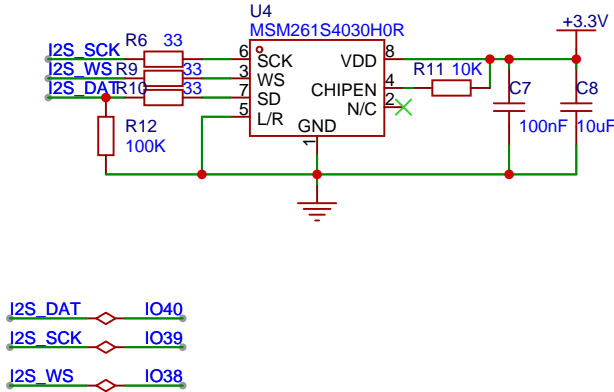 U4
MSM261S4030H0R
+3.3V
I2S_SCK R6 33 6 SCK VDD 8
I2S_WS R9 33 3 WS CHIPEN 4 R11 10K C7 C8
I2S_DAT R10 33 7 SD N/C 2
5 L/R
R12 GND 100nF 10uF
100K 1
I2S_DAT IO40
I2S_SCK IO39
I2S_WS IO38